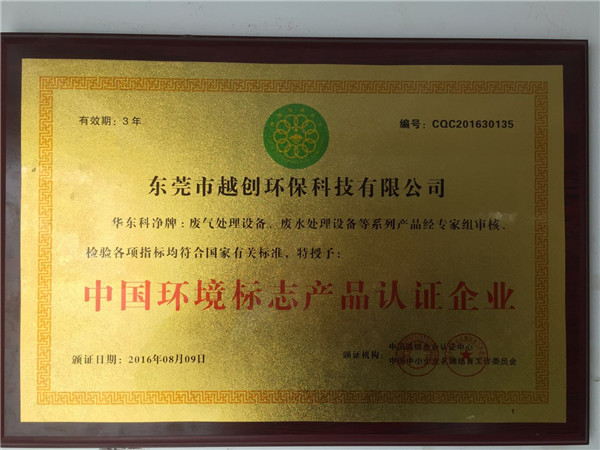 有效期：3年
编号：CQC201630135
东莞市越创环保科技有限公司
华东科净牌：废气处理设备、废水处理设备等系列产品经专家组审核、
检验各项指标均符合国家有关标准，特授予：
中国环境标志产品认证企业
颁证日期：2016年08月09日
颁证机构：